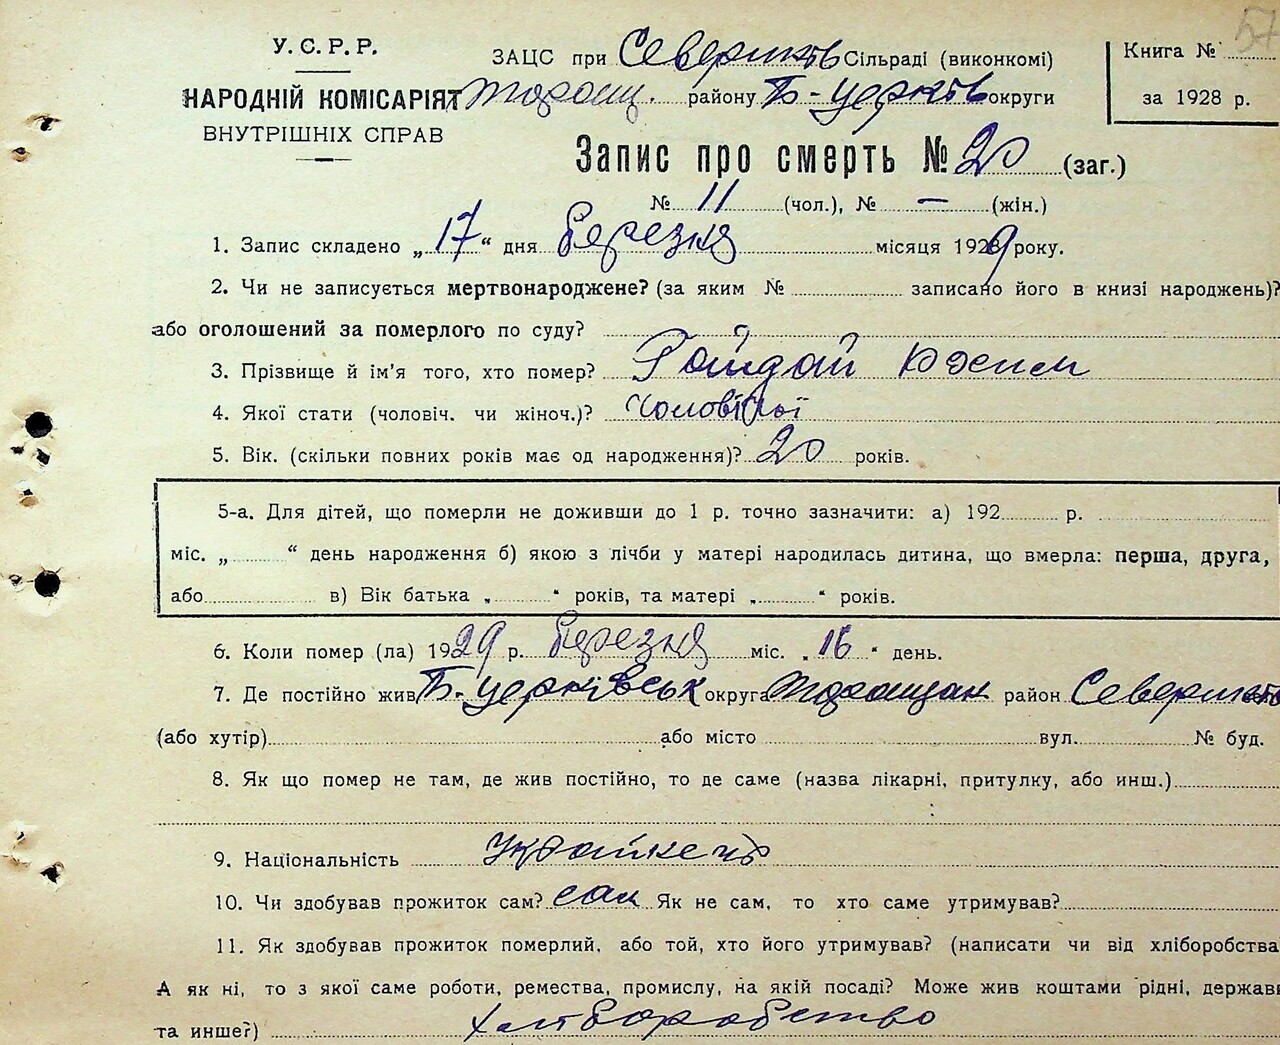 57
У.С.Р.Р.
НАРОДНІЙ КОМІСАРІЯТ
ВНУТРІШНІХ СПРАВ
ЗАЦС при Сільраді (виконкомі)
Таращ. району Б-церків округи
Книга №
за 1928 р.
Запис про смерть № 20 (заг.)
№ 11 (чол.), № — (жін.)
1. Запис складено „17“ дня Березня місяця 1929 року.
2. Чи не записується мертвонароджене? (за яким № записано його в книзі народжень)?
або оголошений за померлого по суду?
3. Прізвище й ім'я того, хто помер? Гайдай
4. Якої статі (чоловіч. чи жіноч.)? Чоловічої
5. Вік. (скільки повних років має од народження)? 20 років.
5-а. Для дітей, що померли не доживши до 1 р. точно зазначити: а) 192 р.
міс. „ “ день народження б) якою з лічби у матері народилась дитина, що вмерла: перша, друга,
або в) Вік батька „ “ років, та матері „ “ років.
6. Коли помер (ла) 1929 р. Березня міс. „16“ день.
7. Де постійно жив Б-церківськ округа Таращан район
(або хутір) або місто вул. № буд.
8. Як що помер не там, де жив постійно, то де саме (назва лікарні, притулку, або инш.)
9. Національність Українець
10. Чи здобував прожиток сам? сам Як не сам, то хто саме утримував?
11. Як здобував прожиток померлий, або той, хто його утримував? (написати чи від хліборобства
А як ні, то з якої саме роботи, ремества, промислу, на якій посаді? Може жив коштами рідні, держави
та инше?) Хліборобство